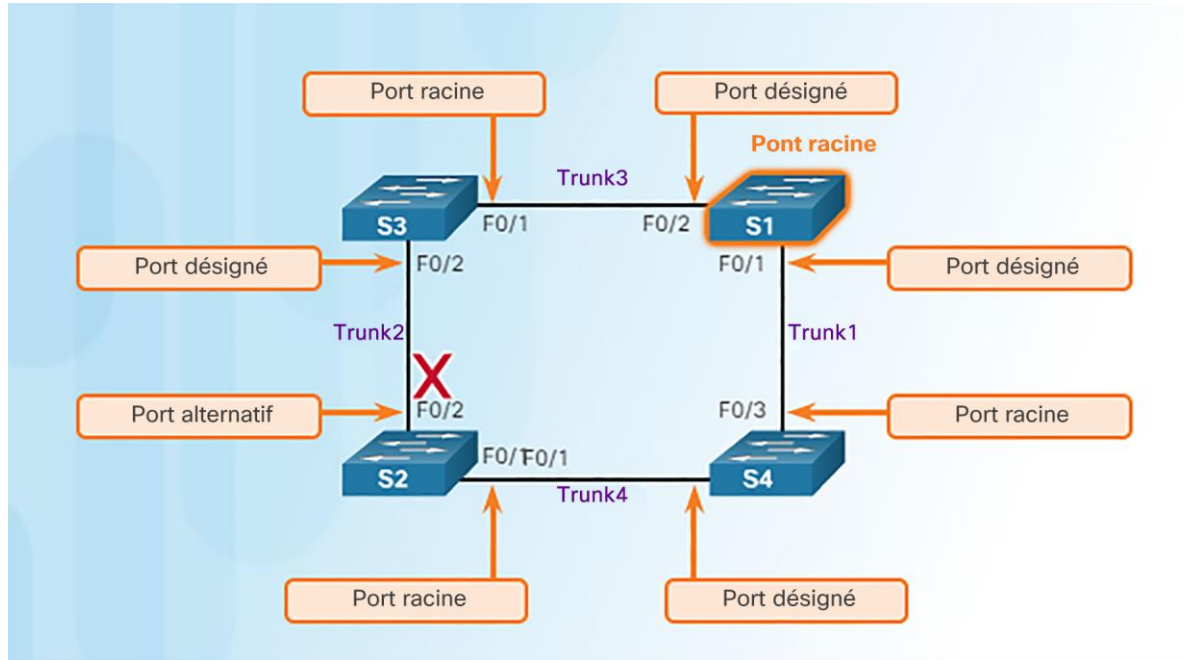 Port racine
Port désigné
Pont racine
Trunk3
S3
F0/1
F0/2
S1
Port désigné
F0/2
F0/1
Port désigné
Trunk2
Trunk1
Port alternatif
F0/2
F0/3
Port racine
S2
F0/1
F0/1
S4
Trunk4
Port racine
Port désigné